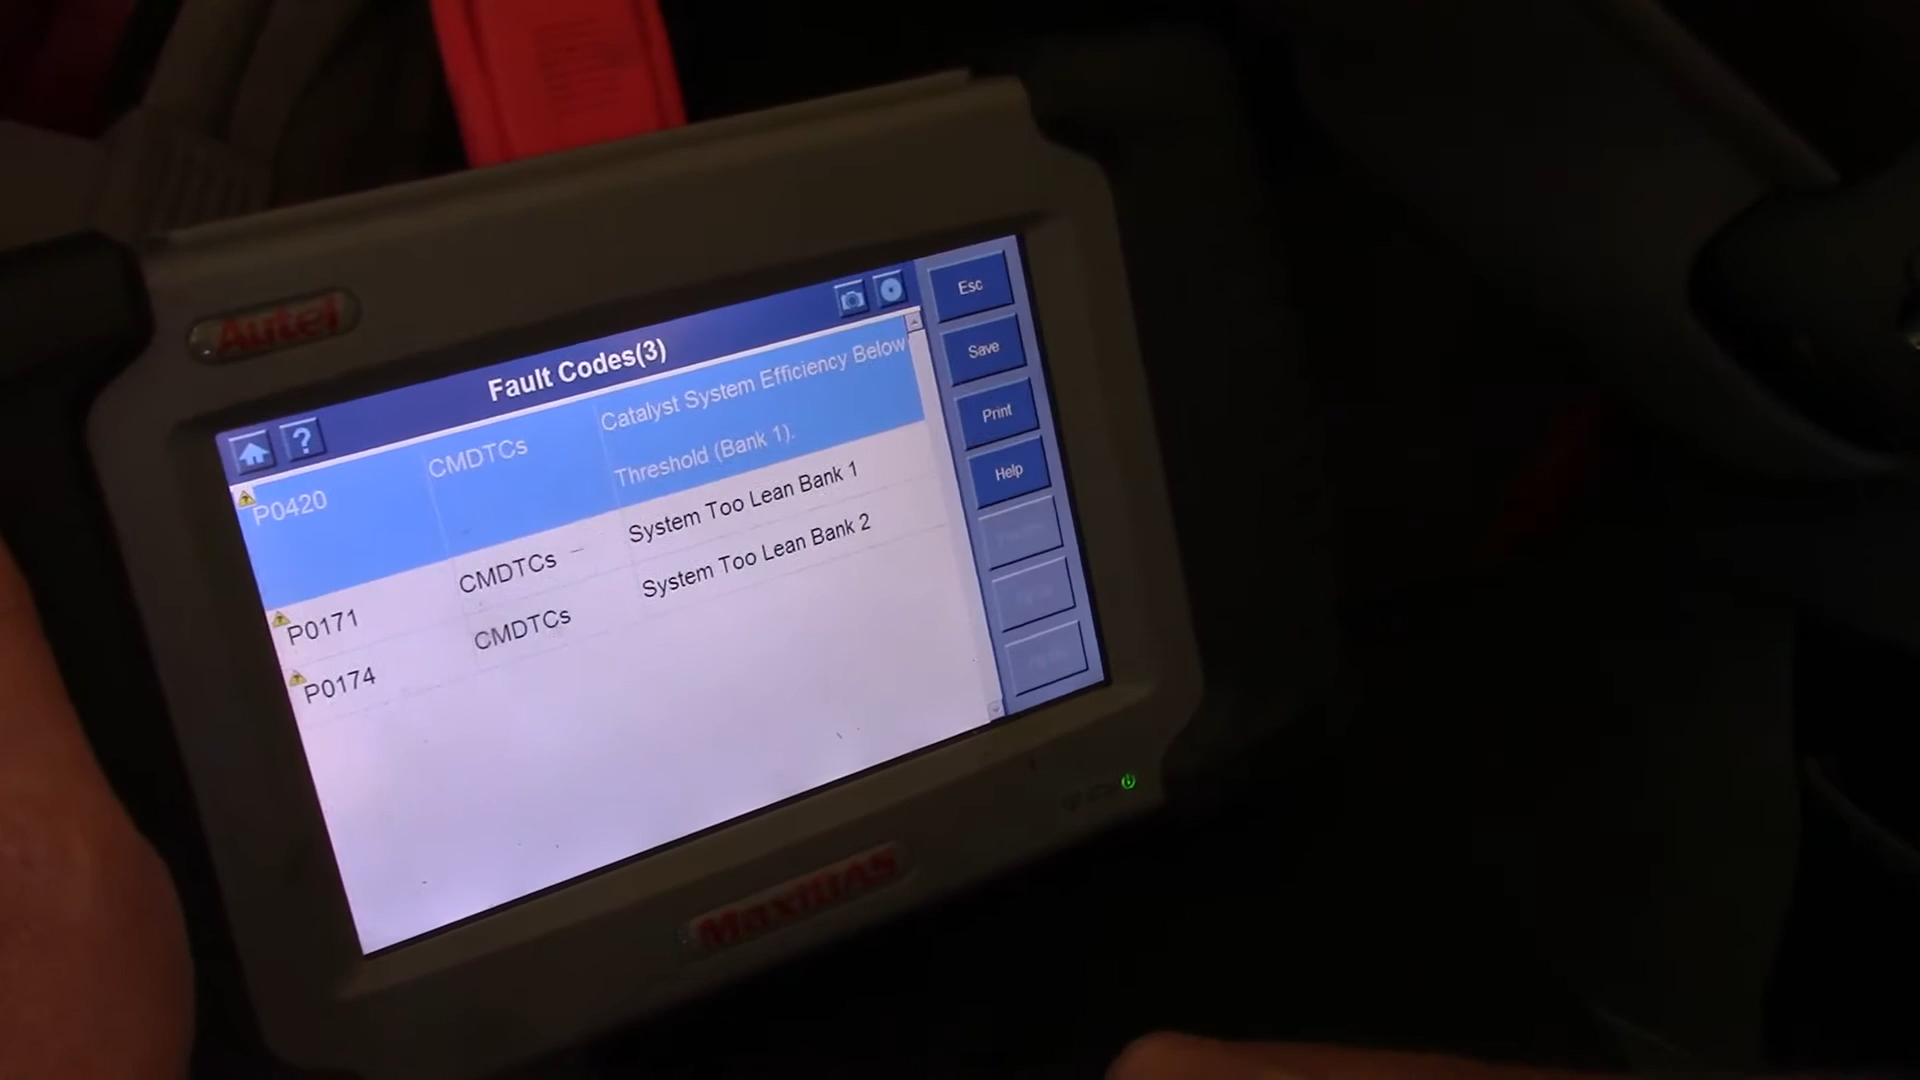 Autel
Fault Codes(3)
?
P0420 CMDTCs Catalyst System Efficiency Below
Threshold (Bank 1).
P0171 CMDTCs System Too Lean Bank 1
P0174 CMDTCs System Too Lean Bank 2
Esc
Save
Print
Help
MaxiDAS